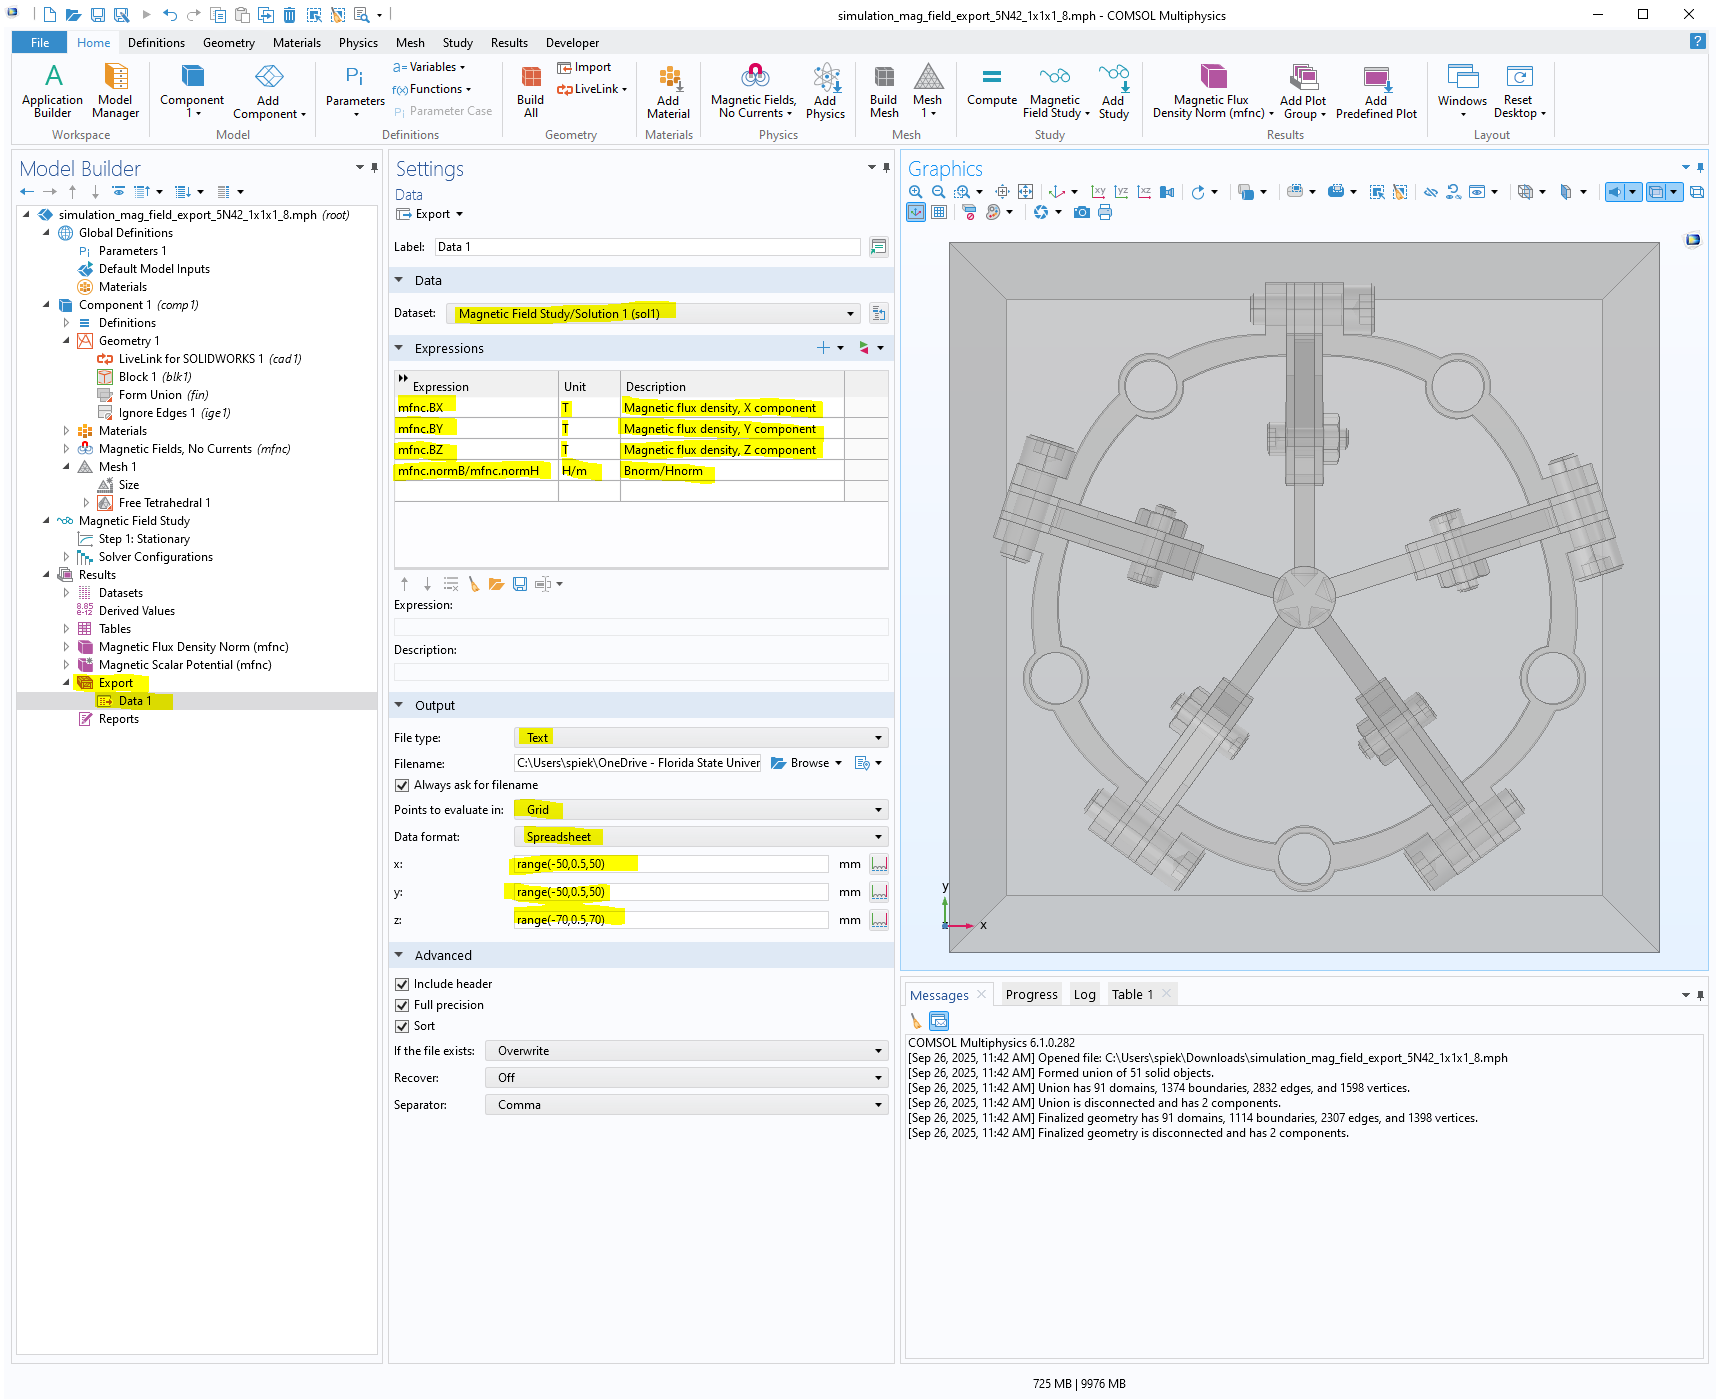 simulation_mag_field_export_5N42_1x1x1_8.mph - COMSOL Multiphysics
File Home Definitions Geometry Materials Physics Mesh Study Results Developer
Application Builder
Model Manager
Workspace
Component 1
Add Component
Model
Pi Parameters
a= Variables
f(x) Functions
Pi Parameter Case
Definitions
Build All
Import
LiveLink
Geometry
Add Material
Materials
Magnetic Fields, No Currents
Add Physics
Physics
Build Mesh
Mesh 1
Mesh
Compute
Magnetic Field Study
Add Study
Study
Magnetic Flux Density Norm (mfnc)
Add Plot Group
Add Predefined Plot
Results
Windows
Reset Desktop
Layout
Model Builder
simulation_mag_field_export_5N42_1x1x1_8.mph (root)
Global Definitions
Pi Parameters 1
Default Model Inputs
Materials
Component 1 (comp1)
Definitions
Geometry 1
LiveLink for SOLIDWORKS 1 (cad1)
Block 1 (blk1)
Form Union (fin)
Ignore Edges 1 (ige1)
Materials
Magnetic Fields, No Currents (mfnc)
Mesh 1
Size
Free Tetrahedral 1
Magnetic Field Study
Step 1: Stationary
Solver Configurations
Results
Datasets
8.85 e-12 Derived Values
Tables
Magnetic Flux Density Norm (mfnc)
Magnetic Scalar Potential (mfnc)
Export
Data 1
Reports
Settings
Data
Export
Label: Data 1
Data
Dataset: Magnetic Field Study/Solution 1 (sol1)
Expressions
Expression Unit Description
mfnc.BX T Magnetic flux density, X component
mfnc.BY T Magnetic flux density, Y component
mfnc.BZ T Magnetic flux density, Z component
mfnc.normB/mfnc.normH H/m Bnorm/Hnorm
Expression:
Description:
Output
File type: Text
Filename: C:\Users\spiek\OneDrive - Florida State Univer Browse
Always ask for filename
Points to evaluate in: Grid
Data format: Spreadsheet
x: range(-50,0.5,50) mm
y: range(-50,0.5,50) mm
z: range(-70,0.5,70) mm
Advanced
Include header
Full precision
Sort
If the file exists: Overwrite
Recover: Off
Separator: Comma
Graphics
xy yz xz
y
z x
Messages Progress Log Table 1
COMSOL Multiphysics 6.1.0.282
[Sep 26, 2025, 11:42 AM] Opened file: C:\Users\spiek\Downloads\simulation_mag_field_export_5N42_1x1x1_8.mph
[Sep 26, 2025, 11:42 AM] Formed union of 51 solid objects.
[Sep 26, 2025, 11:42 AM] Union has 91 domains, 1374 boundaries, 2832 edges, and 1598 vertices.
[Sep 26, 2025, 11:42 AM] Union is disconnected and has 2 components.
[Sep 26, 2025, 11:42 AM] Finalized geometry has 91 domains, 1114 boundaries, 2307 edges, and 1398 vertices.
[Sep 26, 2025, 11:42 AM] Finalized geometry is disconnected and has 2 components.
725 MB | 9976 MB